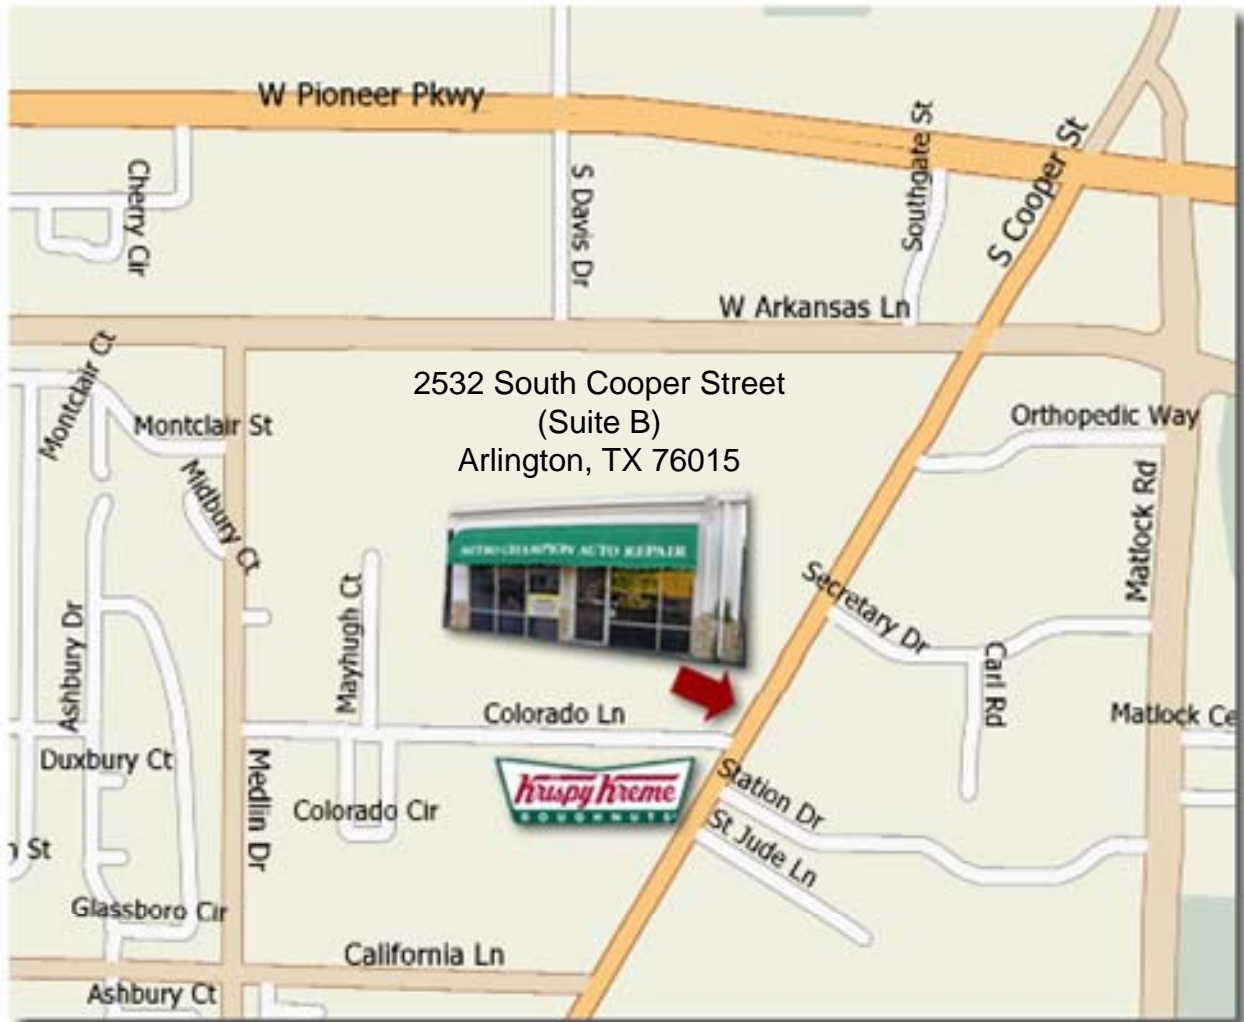 W Pioneer Pkwy
Cherry Cir
S Davis Dr
Southgate St
S Cooper St
W Arkansas Ln
Montclair Ct
Montclair St
Midbury Ct
2532 South Cooper Street
(Suite B)
Arlington, TX 76015
Orthopedic Way
Matlock Rd
CHAMPION AUTO REPAIR
Secretary Dr
Carl Rd
Ashbury Dr
Mayhugh Ct
Colorado Ln
Matlock Ce
Duxbury Ct
Medlin Dr
Colorado Cir
Krispy Kreme
DOUGHNUTS
Station Dr
St Jude Ln
St
Glassboro Cir
California Ln
Ashbury Ct